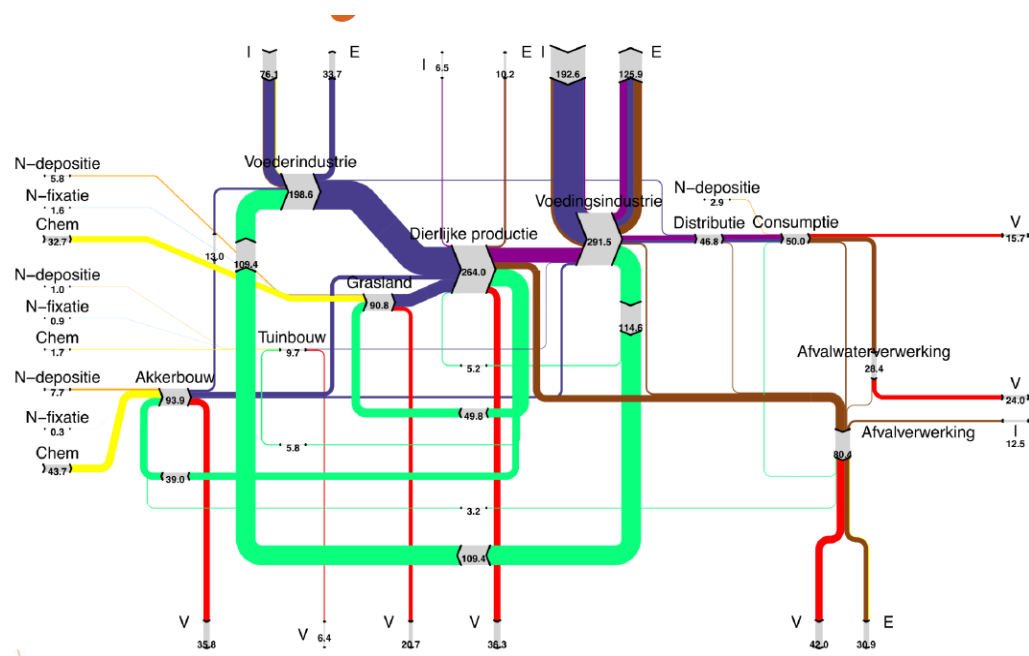 I
E
I
E
I
E
76.1
33.7
6.5
10.2
192.6
125.9
N-depositie
5.8
Voederindustrie
198.6
N-fixatie
1.6
Chem
32.7
N-depositie
2.9
Voedingsindustrie
291.5
Distributie
46.8
Consumptie
50.0
V
15.7
Dierlijke productie
264.0
13.0
109.4
N-depositie
1.0
Grasland
90.8
N-fixatie
0.9
114.6
Chem
1.7
Tuinbouw
9.7
Afvalwaterverwerking
28.4
5.2
N-depositie
7.7
Akkerbouw
93.9
V
24.0
49.8
N-fixatie
0.3
Afvalverwerking
I
12.5
Chem
43.7
5.8
80.4
39.0
3.2
109.4
V
35.8
V
6.4
V
20.7
V
36.3
V
42.0
E
30.9